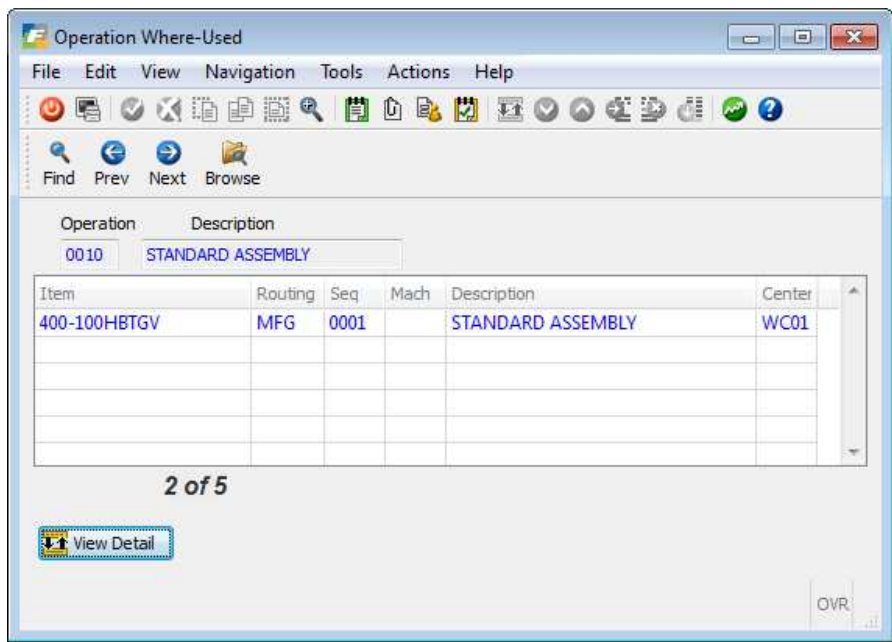 Operation Where-Used
File Edit View Navigation Tools Actions Help
Find Prev Next Browse
Operation Description
0010 STANDARD ASSEMBLY
Item Routing Seq Mach Description Center
400-100HBTGV MFG 0001 STANDARD ASSEMBLY WC01
2 of 5
View Detail
OVR